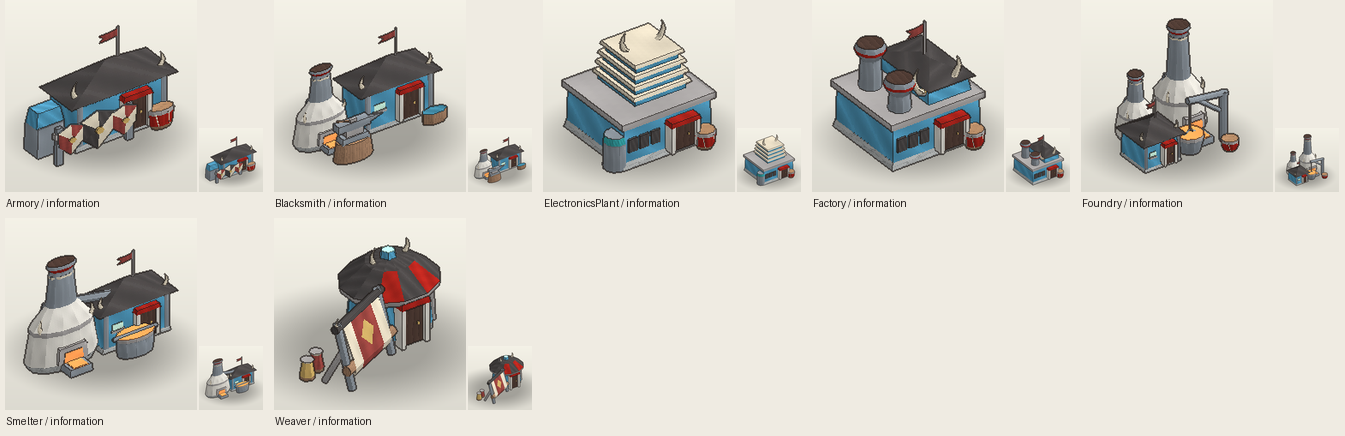 Armory / information
Blacksmith / information
ElectronicsPlant / information
Factory / information
Foundry / information
Smelter / information
Weaver / information